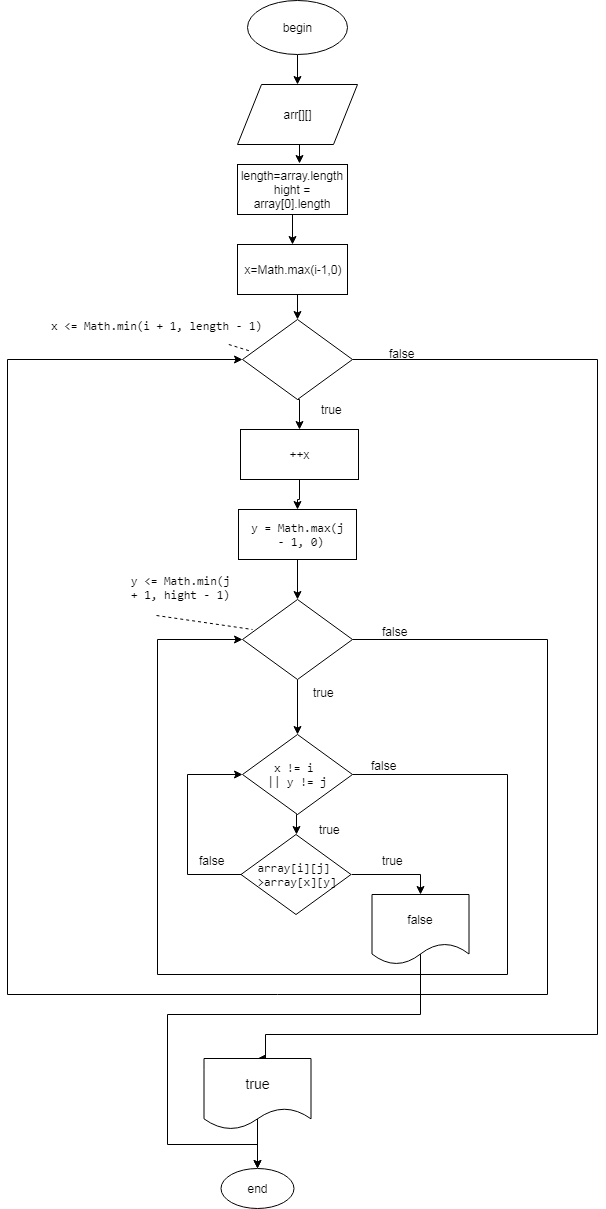 begin
arr[][]
length=array.length
hight =
array[0].length
x=Math.max(i-1,0)
x <= Math.min(i + 1, length - 1)
false
true
++x
y = Math.max(j
- 1, 0)
y <= Math.min(j
+ 1, hight - 1)
false
true
x != i
|| y != j
false
true
false
array[i][j]
>array[x][y]
true
false
true
end